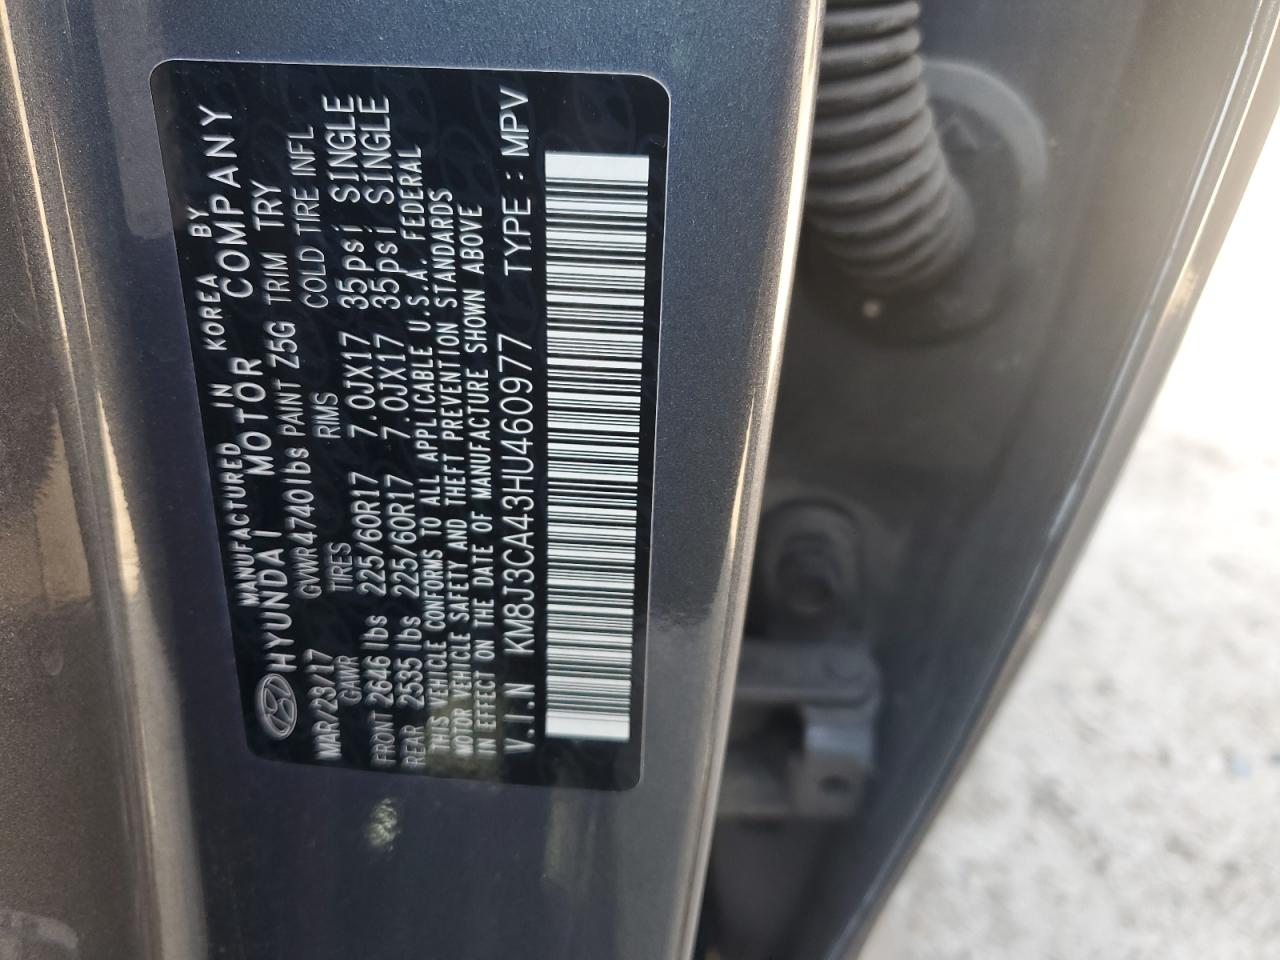 MANUFACTURED IN KOREA BY
HYUNDAI MOTOR COMPANY
MAR/23/17 GVWR 4740lbs PAINT Z5G TRIM TRY
GAWR TIRES RIMS COLD TIRE INFL
FRONT 2646 lbs 225/60R17 7.0JX17 35psi SINGLE
REAR 2535 lbs 225/60R17 7.0JX17 35psi SINGLE
THIS VEHICLE CONFORMS TO ALL APPLICABLE U.S.A. FEDERAL
MOTOR VEHICLE SAFETY AND THEFT PREVENTION STANDARDS
IN EFFECT ON THE DATE OF MANUFACTURE SHOWN ABOVE
V.I.N KM8J3CA43HU460977 TYPE : MPV